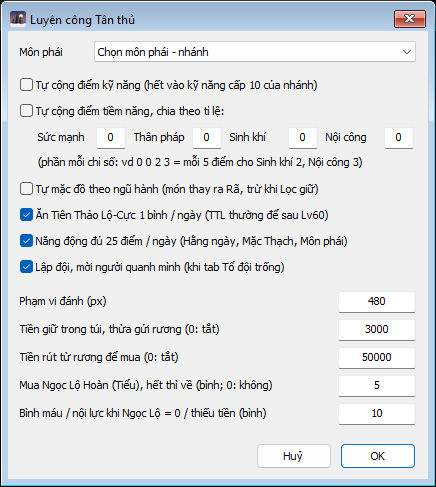 Luyện công Tân thủ
Môn phái Chọn môn phái - nhánh
Tự cộng điểm kỹ năng (hết vào kỹ năng cấp 10 của nhánh)
Tự cộng điểm tiềm năng, chia theo tỉ lệ:
Sức mạnh 0 Thân pháp 0 Sinh khí 0 Nội công 0
(phần mỗi chỉ số: vd 0 0 2 3 = mỗi 5 điểm cho Sinh khí 2, Nội công 3)
Tự mặc đồ theo ngũ hành (món thay ra Rã, trừ khi Lọc giữ)
Ăn Tiên Thảo Lộ-Cực 1 bình / ngày (TTL thường để sau Lv60)
Năng động đủ 25 điểm / ngày (Hằng ngày, Mặc Thạch, Môn phái)
Lập đội, mời người quanh mình (khi tab Tổ đội trống)
Phạm vi đánh (px) 480
Tiền giữ trong túi, thừa gửi rương (0: tắt) 3000
Tiền rút từ rương để mua (0: tắt) 50000
Mua Ngọc Lộ Hoàn (Tiểu), hết thì về (bình; 0: không) 5
Bình máu / nội lực khi Ngọc Lộ = 0 / thiếu tiền (bình) 10
Huỷ OK